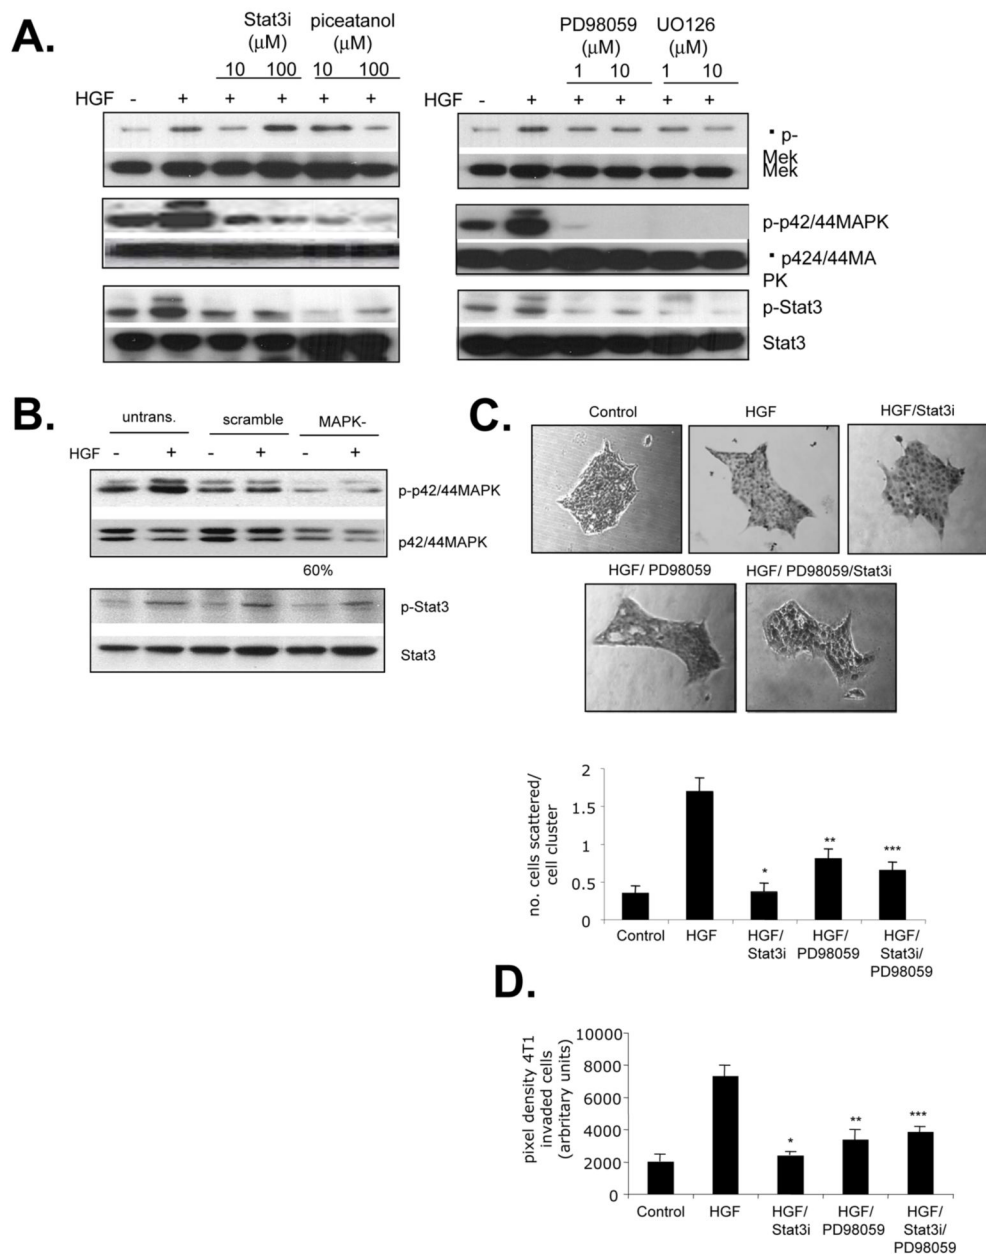 A.
Stat3i piceatanol
(µM) (µM)
10 100 10 100
HGF - + + + + +
PD98059 UO126
(µM) (µM)
1 10 1 10
HGF - + + + + +
▪ p-
Mek
Mek
p-p42/44MAPK
▪ p424/44MA
PK
p-Stat3
Stat3
B.
untrans. scramble MAPK-
HGF - + - + - +
p-p42/44MAPK
p42/44MAPK
60%
p-Stat3
Stat3
C.
Control HGF HGF/Stat3i
HGF/ PD98059 HGF/ PD98059/Stat3i
no. cells scattered/
cell cluster
2
1.5
1
0.5
0
* ** ***
Control HGF HGF/ HGF/ HGF/
Stat3i PD98059 Stat3i/
PD98059
D.
pixel density 4T1
invaded cells
(arbritary units)
10000
8000
6000
4000
2000
0
* ** ***
Control HGF HGF/ HGF/ HGF/
Stat3i PD98059 Stat3i/
PD98059